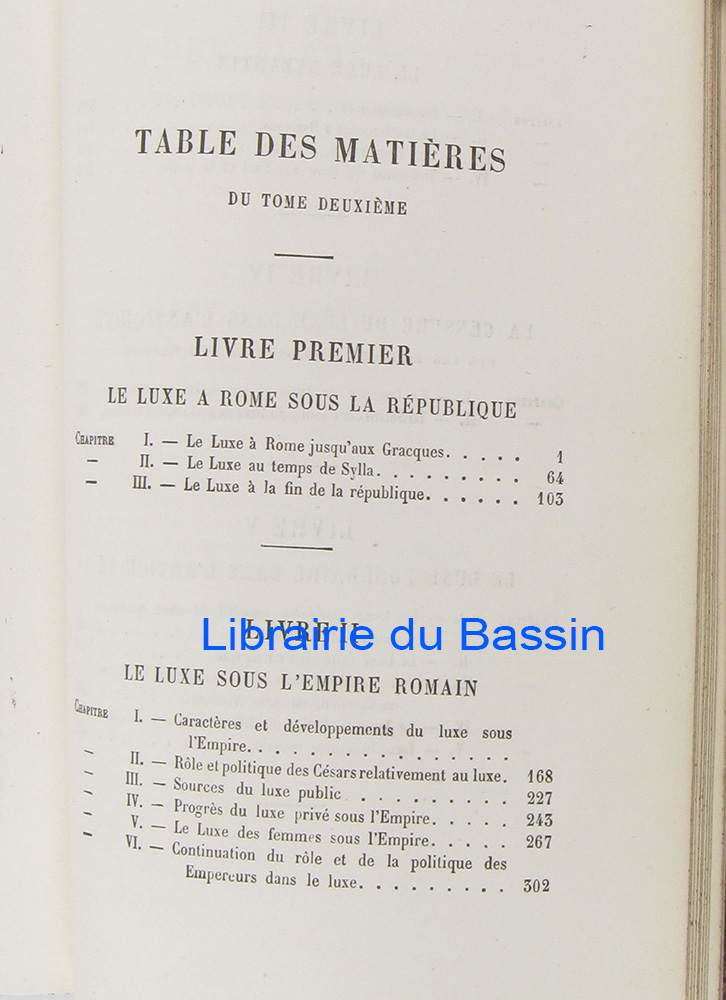 TABLE DES MATIÈRES
DU TOME DEUXIÈME
LIVRE PREMIER
LE LUXE A ROME SOUS LA RÉPUBLIQUE
CHAPITRE I. — Le Luxe à Rome jusqu'aux Gracques. . . . . 1
— II. — Le Luxe au temps de Sylla. . . . . . . . . 64
— III. — Le Luxe à la fin de la république. . . . . . 103
LIVRE II
Librairie du Bassin
LE LUXE SOUS L'EMPIRE ROMAIN
CHAPITRE I. — Caractères et développements du luxe sous
l'Empire. . . . . . . . . . . . . . .
— II. — Rôle et politique des Césars relativement au luxe. 168
— III. — Sources du luxe public . . . . . . . . . 227
— IV. — Progrès du luxe privé sous l'Empire. . . . . 243
— V. — Le Luxe des femmes sous l'Empire. . . . . 267
— VI. — Continuation du rôle et de la politique des
Empereurs dans le luxe. . . . . . . . . 302